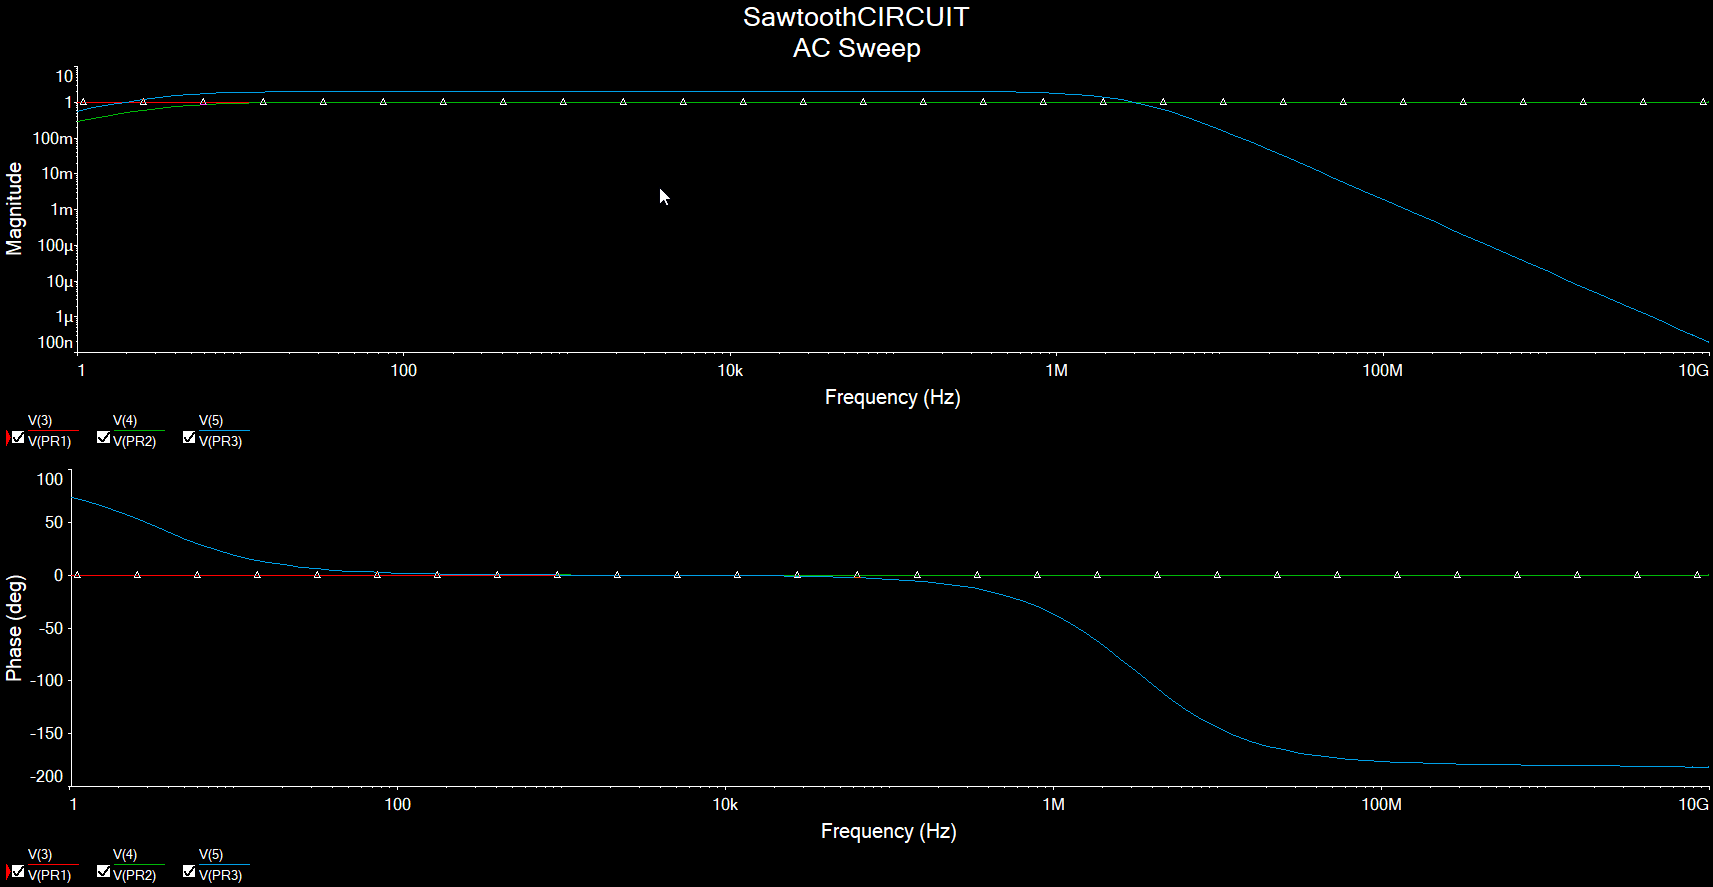 SawtoothCIRCUIT
AC Sweep
Magnitude
10
1
100m
10m
1m
100µ
10µ
1µ
100n
1 100 10k 1M 100M 10G
Frequency (Hz)
V(3) V(4) V(5)
V(PR1) V(PR2) V(PR3)
Phase (deg)
100
50
0
-50
-100
-150
-200
1 100 10k 1M 100M 10G
Frequency (Hz)
V(3) V(4) V(5)
V(PR1) V(PR2) V(PR3)